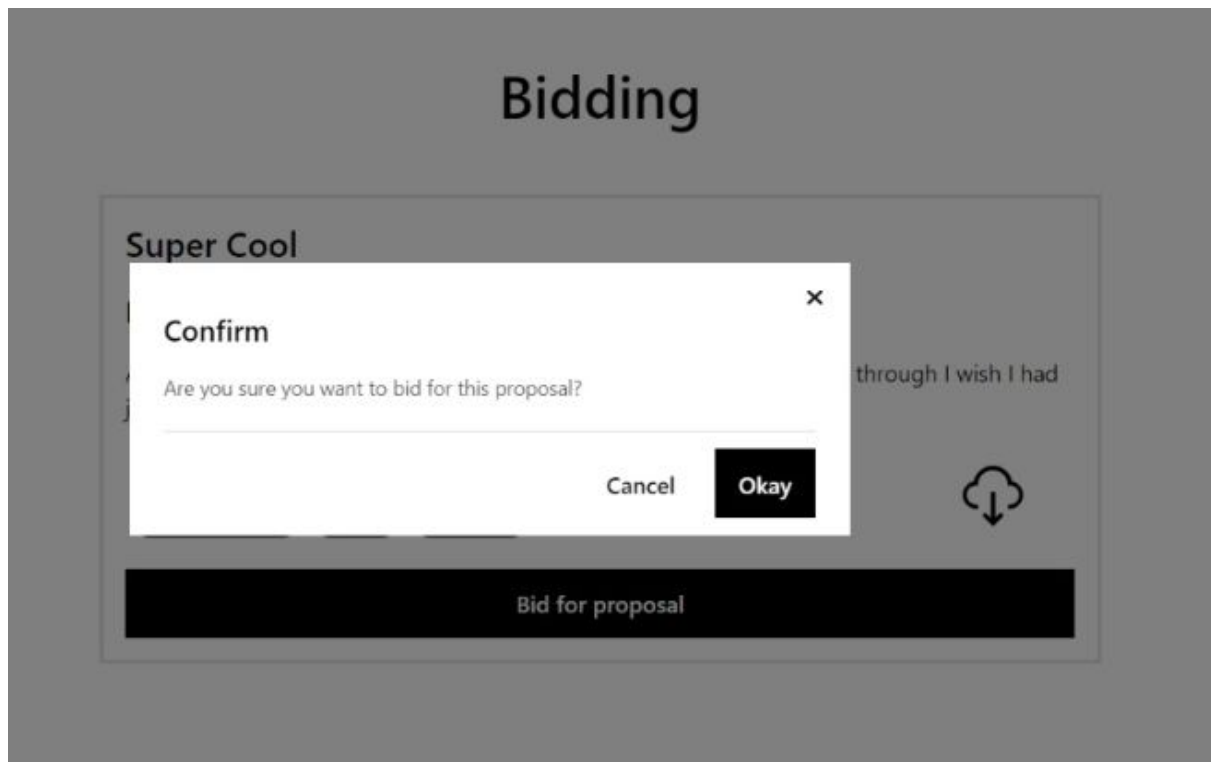 Bidding
Super Cool
Confirm
Are you sure you want to bid for this proposal?
through I wish I had
Cancel
Okay
Bid for proposal